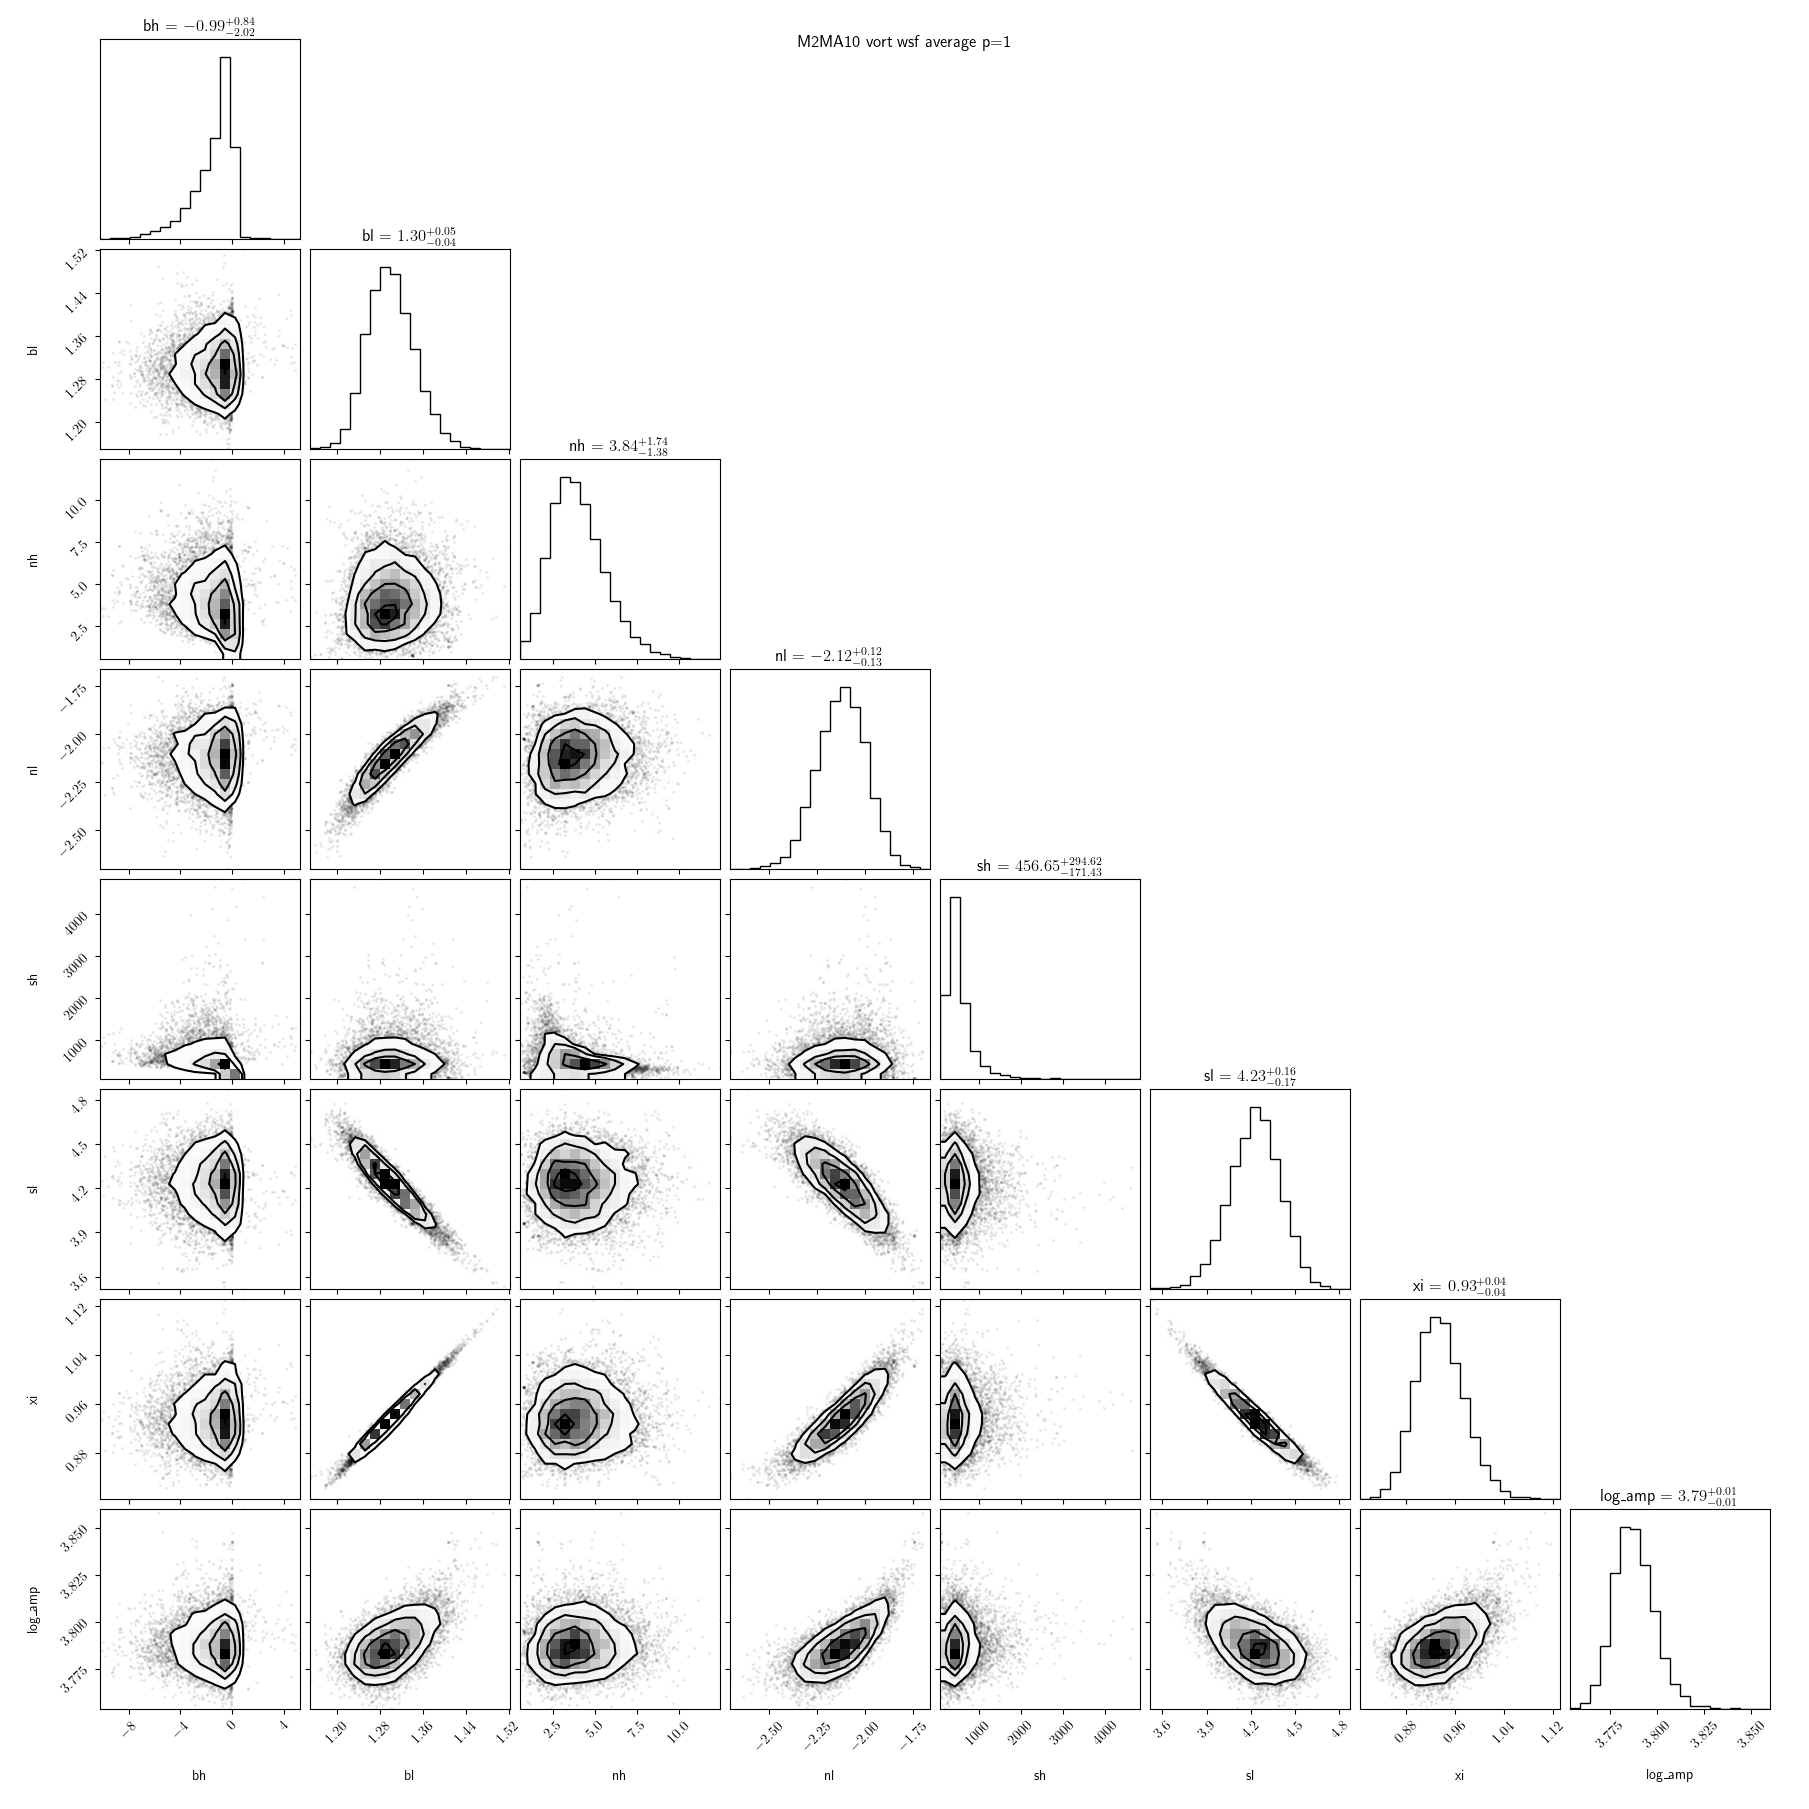 M2MA10 vort wsf average p=1
bh = −0.99^{+0.84}_{−2.02}
bl = 1.30^{+0.05}_{−0.04}
1.52
1.44
1.36
1.28
1.20
bl
nh = 3.84^{+1.74}_{−1.38}
10.0
7.5
5.0
2.5
nh
nl = −2.12^{+0.12}_{−0.13}
−1.75
−2.00
−2.25
−2.50
nl
sh = 456.65^{+294.62}_{−171.43}
4000
3000
2000
1000
sh
sl = 4.23^{+0.16}_{−0.17}
4.8
4.5
4.2
3.9
3.6
sl
xi = 0.93^{+0.04}_{−0.04}
1.12
1.04
0.96
0.88
xi
log_amp = 3.79^{+0.01}_{−0.01}
3.850
3.825
3.800
3.775
log_amp
−8 −4 0 4 1.20 1.28 1.36 1.44 1.52 2.5 5.0 7.5 10.0 −2.50 −2.25 −2.00 −1.75 1000 2000 3000 4000 3.6 3.9 4.2 4.5 4.8 0.88 0.96 1.04 1.12 3.775 3.800 3.825 3.850
bh bl nh nl sh sl xi log_amp